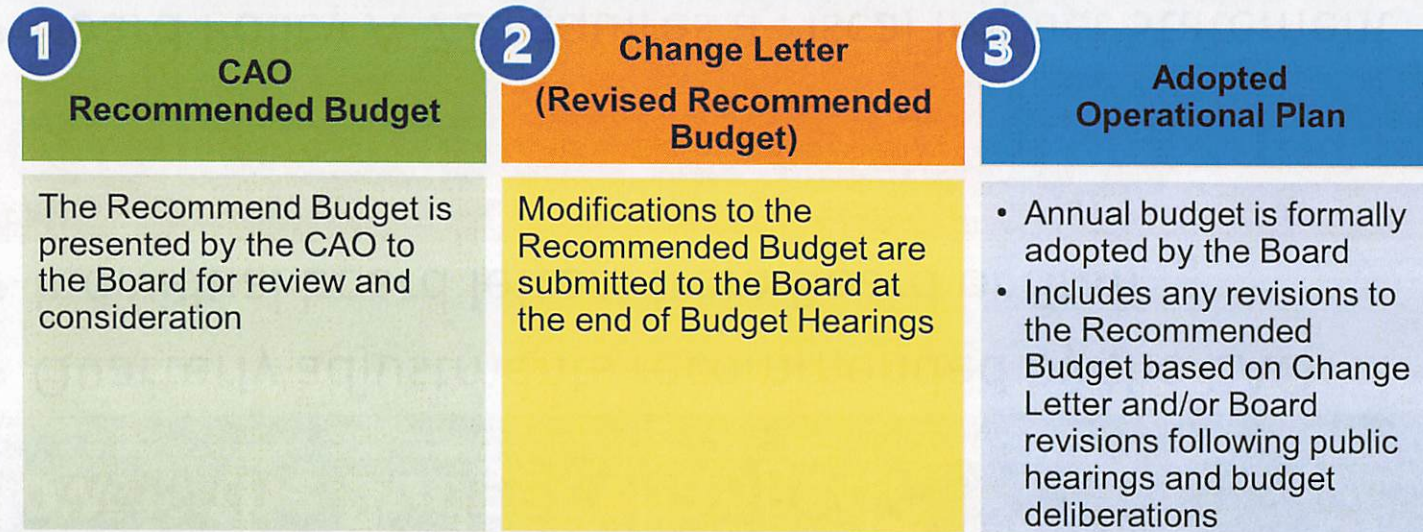 1
CAO
Recommended Budget
The Recommend Budget is
presented by the CAO to
the Board for review and
consideration
2
Change Letter
(Revised Recommended
Budget)
Modifications to the
Recommended Budget are
submitted to the Board at
the end of Budget Hearings
3
Adopted
Operational Plan
• Annual budget is formally
adopted by the Board
• Includes any revisions to
the Recommended
Budget based on Change
Letter and/or Board
revisions following public
hearings and budget
deliberations